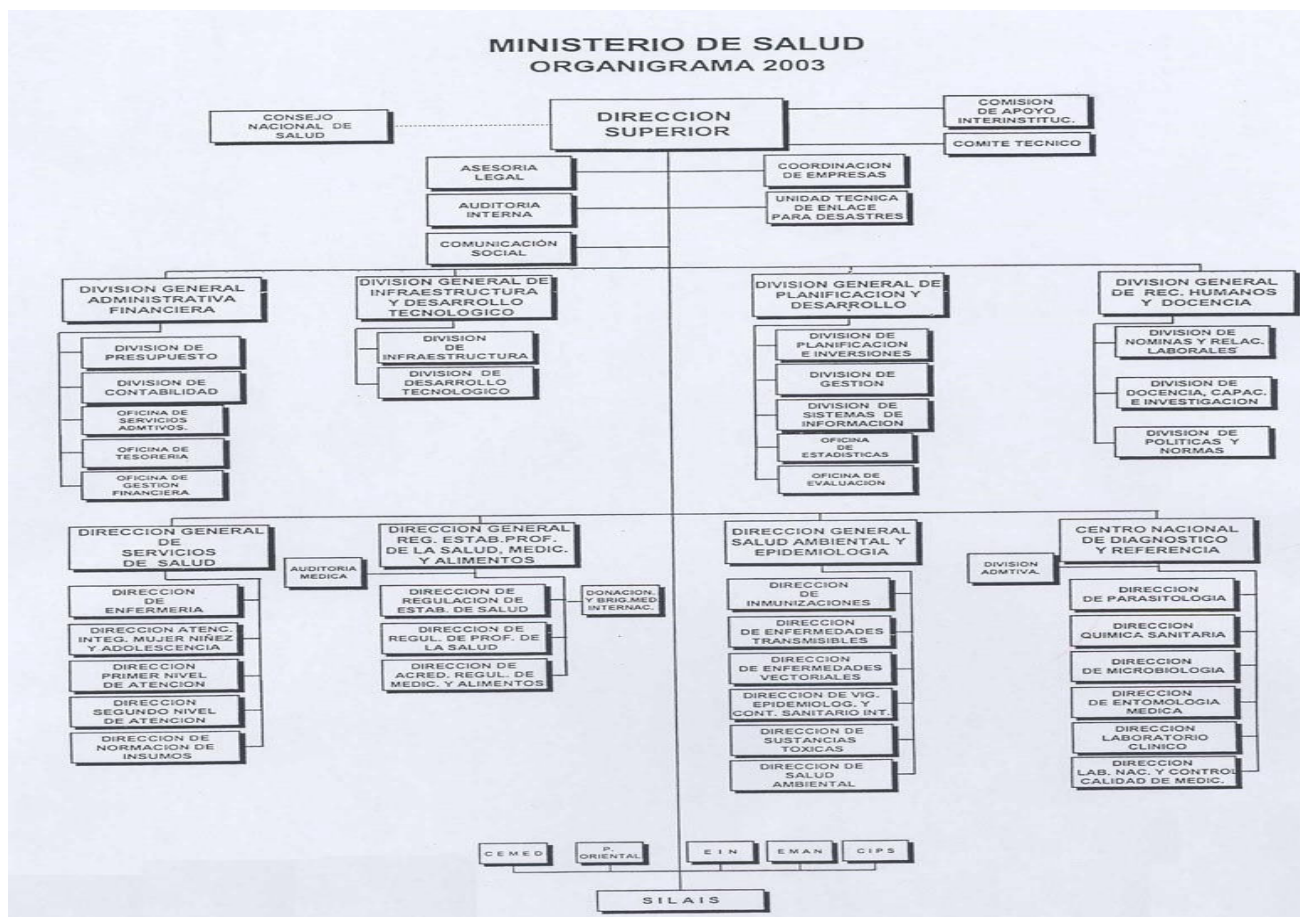 MINISTERIO DE SALUD
ORGANIGRAMA 2003
CONSEJO
NACIONAL DE
SALUD
DIRECCION
SUPERIOR
COMISION
DE APOYO
INTERINSTITUC.
COMITE TECNICO
ASESORIA
LEGAL
COORDINACION
DE EMPRESAS
AUDITORIA
INTERNA
UNIDAD TECNICA
DE ENLACE
PARA DESASTRES
COMUNICACIÓN
SOCIAL
DIVISION GENERAL
ADMINISTRATIVA
FINANCIERA
DIVISION DE
PRESUPUESTO
DIVISION DE
CONTABILIDAD
OFICINA DE
SERVICIOS
ADMTIVOS.
OFICINA DE
TESORERIA
OFICINA DE
GESTION
FINANCIERA
DIVISION GENERAL DE
INFRAESTRUCTURA
Y DESARROLLO
TECNOLOGICO
DIVISION
DE
INFRAESTRUCTURA
DIVISION DE
DESARROLLO
TECNOLOGICO
DIVISION GENERAL DE
PLANIFICACION Y
DESARROLLO
DIVISION DE
PLANIFICACION
E INVERSIONES
DIVISION DE
GESTION
DIVISION DE
SISTEMAS DE
INFORMACION
OFICINA
DE
ESTADISTICAS
OFICINA DE
EVALUACION
DIVISION GENERAL
DE REC. HUMANOS
Y DOCENCIA
DIVISION DE
NOMINAS Y RELAC.
LABORALES
DIVISION DE
DOCENCIA, CAPAC.
E INVESTIGACION
DIVISION DE
POLITICAS Y
NORMAS
DIRECCION GENERAL
DE
SERVICIOS
DE SALUD
DIRECCION
DE
ENFERMERIA
DIRECCION ATENC.
INTEG. MUJER NIÑEZ
Y ADOLESCENCIA
DIRECCION
PRIMER NIVEL
DE ATENCION
DIRECCION
SEGUNDO NIVEL
DE ATENCION
DIRECCION DE
NORMACION DE
INSUMOS
DIRECCION GENERAL
REG. ESTAB.PROF.
DE LA SALUD, MEDIC.
Y ALIMENTOS
AUDITORIA
MEDICA
DIRECCION DE
REGULACION DE
ESTAB. DE SALUD
DONACION.
Y BRIG.MED
INTERNAC.
DIRECCION DE
REGUL. DE PROF. DE
LA SALUD
DIRECCION DE
ACRED. REGUL. DE
MEDIC. Y ALIMENTOS
DIRECCION GENERAL
SALUD AMBIENTAL Y
EPIDEMIOLOGIA
DIRECCION
DE
INMUNIZACIONES
DIRECCION
DE ENFERMEDADES
TRANSMISIBLES
DIRECCION
DE ENFERMEDADES
VECTORIALES
DIRECCION DE VIG.
EPIDEMIOLOG. Y
CONT. SANITARIO INT.
DIRECCION DE
SUSTANCIAS
TOXICAS
DIRECCION DE
SALUD
AMBIENTAL
CENTRO NACIONAL
DE DIAGNOSTICO
Y REFERENCIA
DIVISION
ADMTIVA.
DIRECCION
DE PARASITOLOGIA
DIRECCION
QUIMICA SANITARIA
DIRECCION
DE MICROBIOLOGIA
DIRECCION
DE ENTOMOLOGIA
MEDICA
DIRECCION
LABORATORIO
CLINICO
DIRECCION
LAB. NAC. Y CONTROL
CALIDAD DE MEDIC.
CEMED
P.
ORIENTAL
EIN
EMAN
CIPS
SILAIS